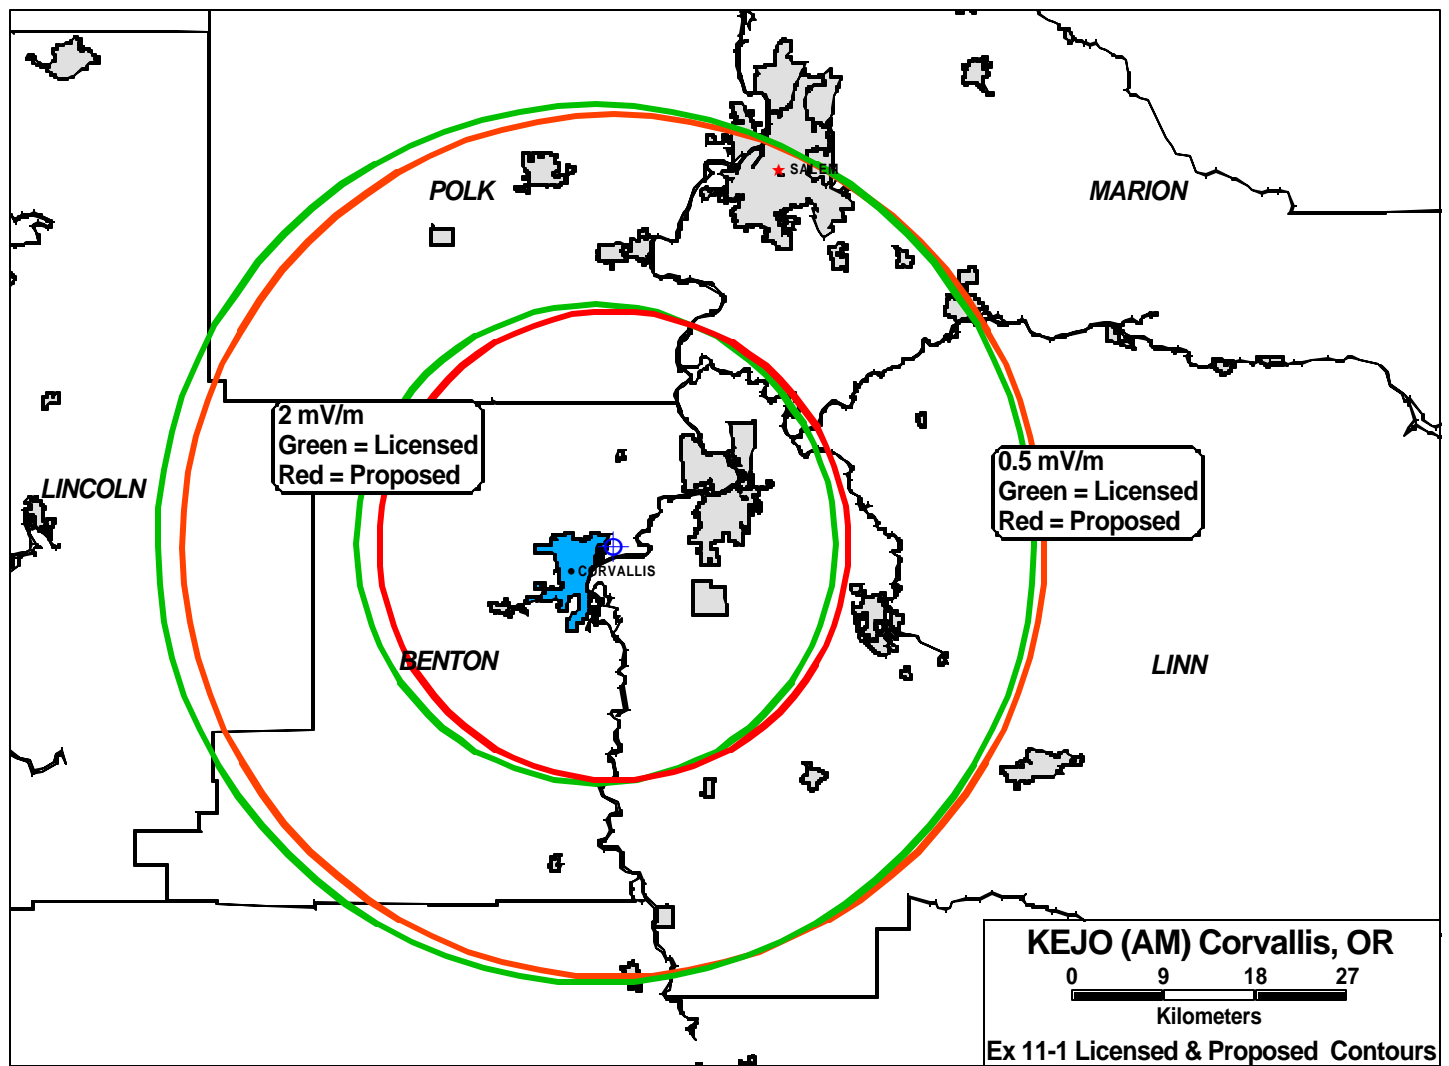 SALEM
POLK
MARION
2 mV/m
Green = Licensed
Red = Proposed
0.5 mV/m
Green = Licensed
Red = Proposed
LINCOLN
CORVALLIS
BENTON
LINN
KEJO (AM) Corvallis, OR
0 9 18 27
Kilometers
Ex 11-1 Licensed & Proposed Contours